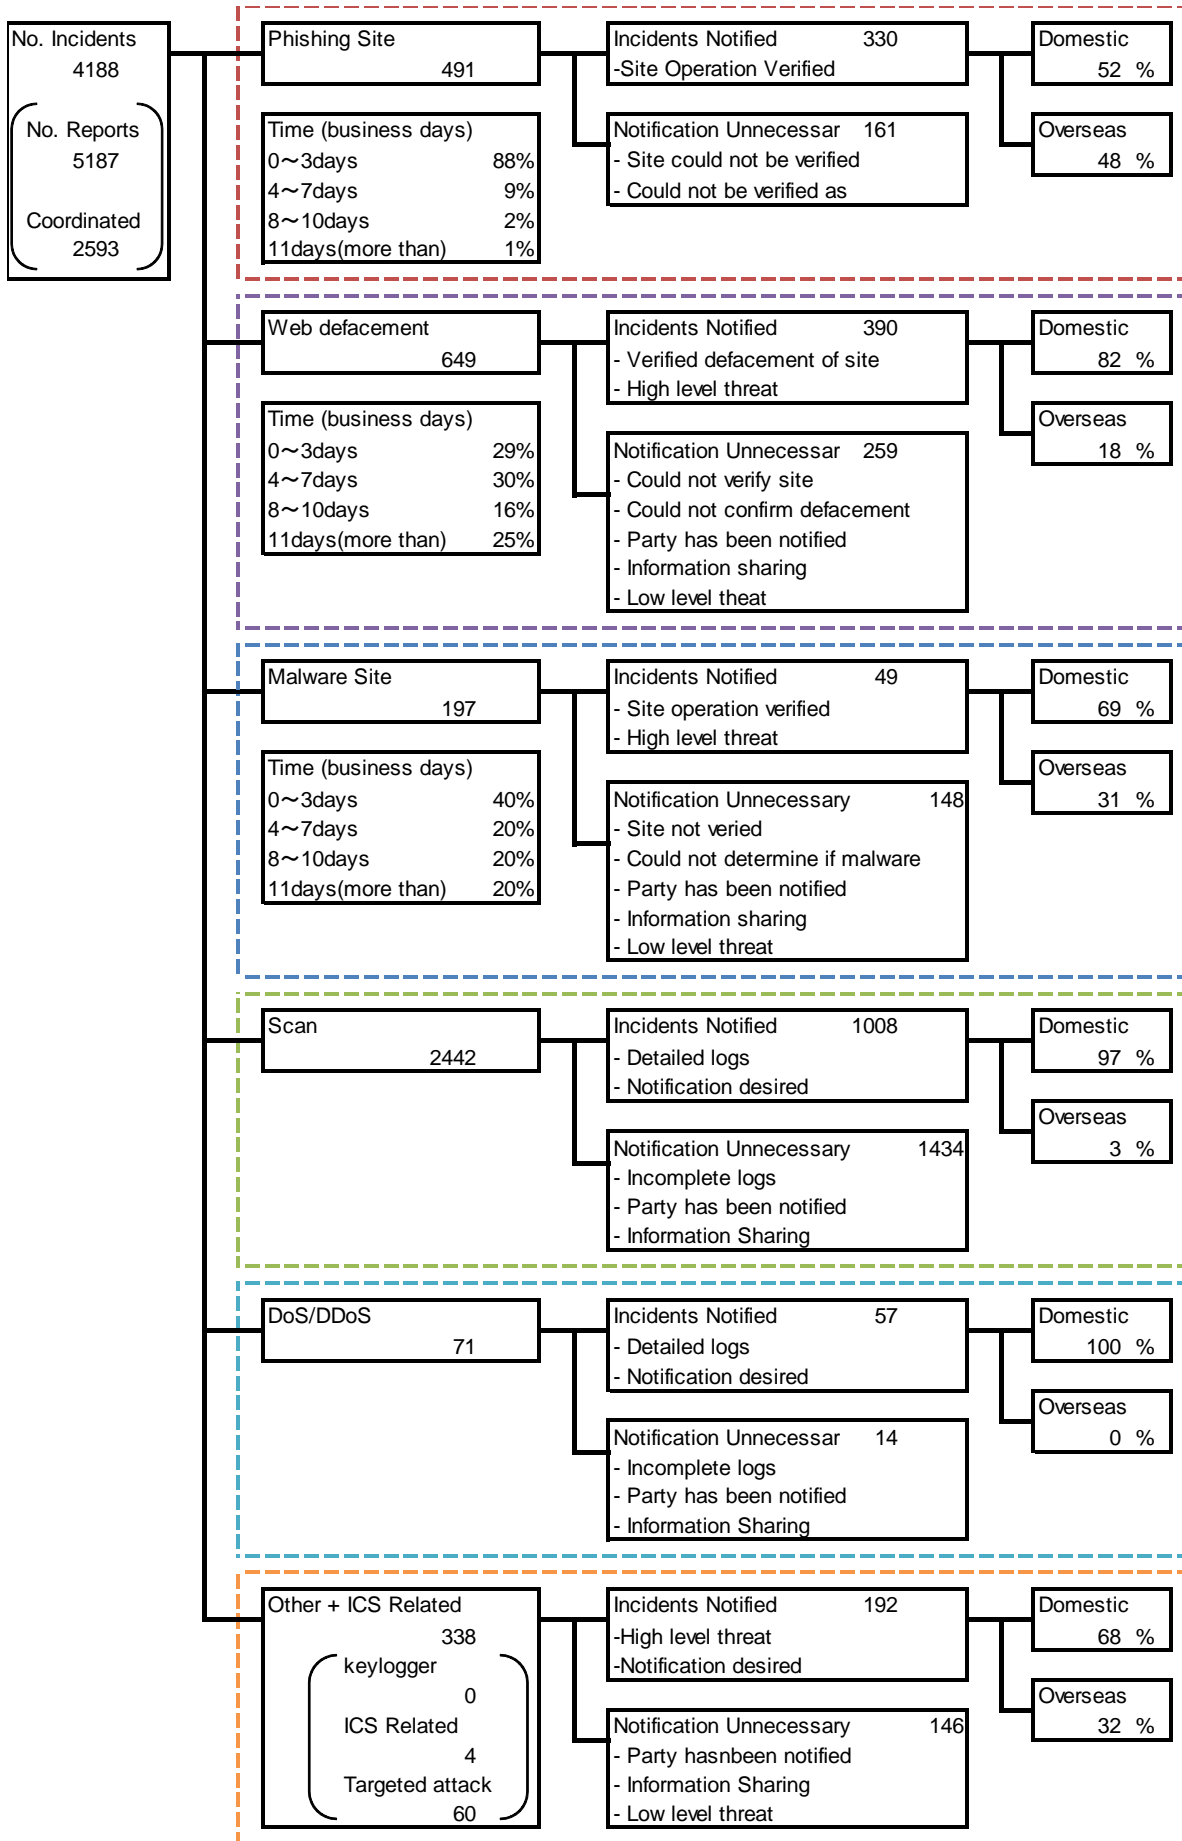 No. Incidents
4188
No. Reports
5187
Coordinated
2593
Phishing Site
491
Time (business days)
0～3days 88%
4～7days 9%
8～10days 2%
11days(more than) 1%
Incidents Notified 330
-Site Operation Verified
Notification Unnecessar 161
- Site could not be verified
- Could not be verified as
Domestic
52 %
Overseas
48 %
Web defacement
649
Time (business days)
0～3days 29%
4～7days 30%
8～10days 16%
11days(more than) 25%
Incidents Notified 390
- Verified defacement of site
- High level threat
Notification Unnecessar 259
- Could not verify site
- Could not confirm defacement
- Party has been notified
- Information sharing
- Low level theat
Domestic
82 %
Overseas
18 %
Malware Site
197
Time (business days)
0～3days 40%
4～7days 20%
8～10days 20%
11days(more than) 20%
Incidents Notified 49
- Site operation verified
- High level threat
Notification Unnecessary 148
- Site not veried
- Could not determine if malware
- Party has been notified
- Information sharing
- Low level threat
Domestic
69 %
Overseas
31 %
Scan
2442
Incidents Notified 1008
- Detailed logs
- Notification desired
Notification Unnecessary 1434
- Incomplete logs
- Party has been notified
- Information Sharing
Domestic
97 %
Overseas
3 %
DoS/DDoS
71
Incidents Notified 57
- Detailed logs
- Notification desired
Notification Unnecessar 14
- Incomplete logs
- Party has been notified
- Information Sharing
Domestic
100 %
Overseas
0 %
Other + ICS Related
338
keylogger
0
ICS Related
4
Targeted attack
60
Incidents Notified 192
-High level threat
-Notification desired
Notification Unnecessary 146
- Party hasnbeen notified
- Information Sharing
- Low level threat
Domestic
68 %
Overseas
32 %